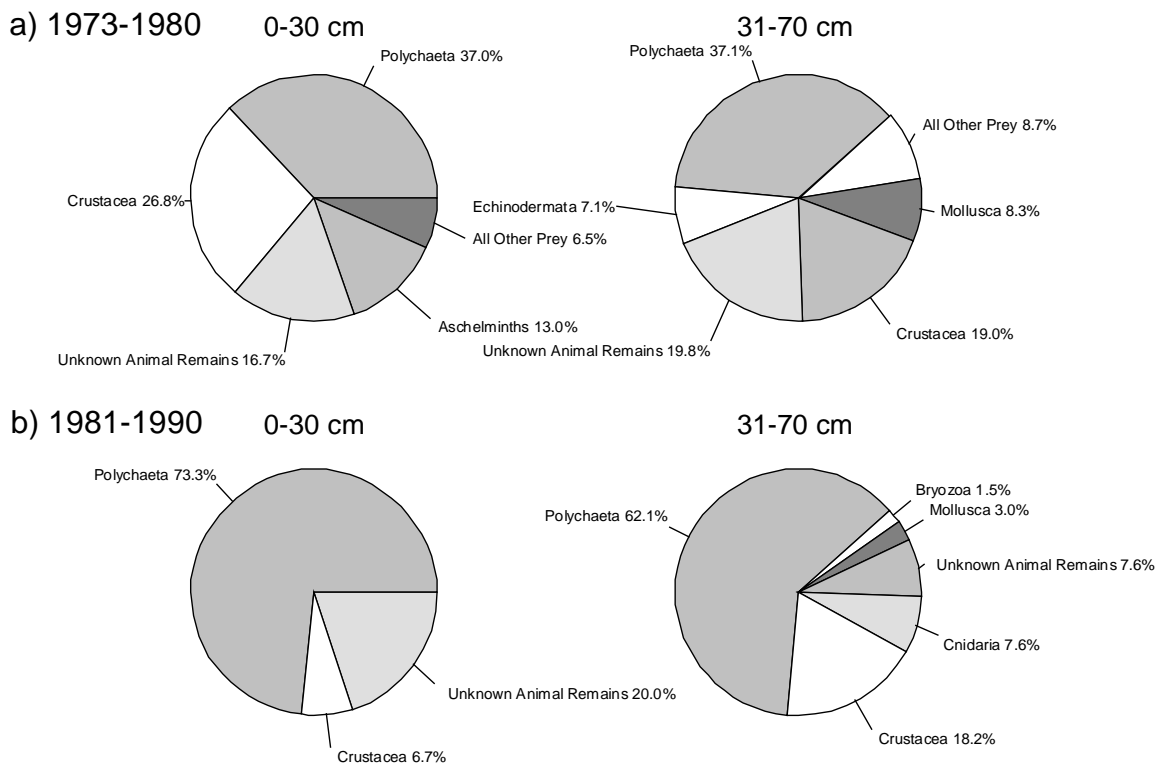 a) 1973-1980
0-30 cm
31-70 cm
Polychaeta 37.0%
Crustacea 26.8%
All Other Prey 6.5%
Aschelminths 13.0%
Unknown Animal Remains 16.7%
Polychaeta 37.1%
All Other Prey 8.7%
Echinodermata 7.1%
Mollusca 8.3%
Crustacea 19.0%
Unknown Animal Remains 19.8%
b) 1981-1990
0-30 cm
31-70 cm
Polychaeta 73.3%
Unknown Animal Remains 20.0%
Crustacea 6.7%
Bryozoa 1.5%
Mollusca 3.0%
Polychaeta 62.1%
Unknown Animal Remains 7.6%
Cnidaria 7.6%
Crustacea 18.2%